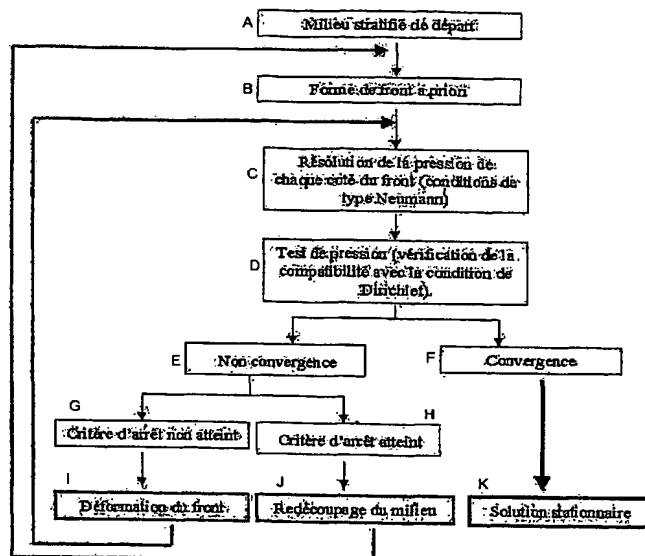 A
Milieu stratifié de départ
B
Forme de front a priori
C
Résolution de la pression de
chaque coté du front (conditions de
type Neumann)
D
Test de pression (vérification de la
compatibilité avec la condition de
Dirichlet).
E
Non convergence
F
Convergence
G
Critère d'arrêt non atteint
H
Critère d'arrêt atteint
I
Déformation du front
J
Redécoupage du milieu
K
Solution stationnaire